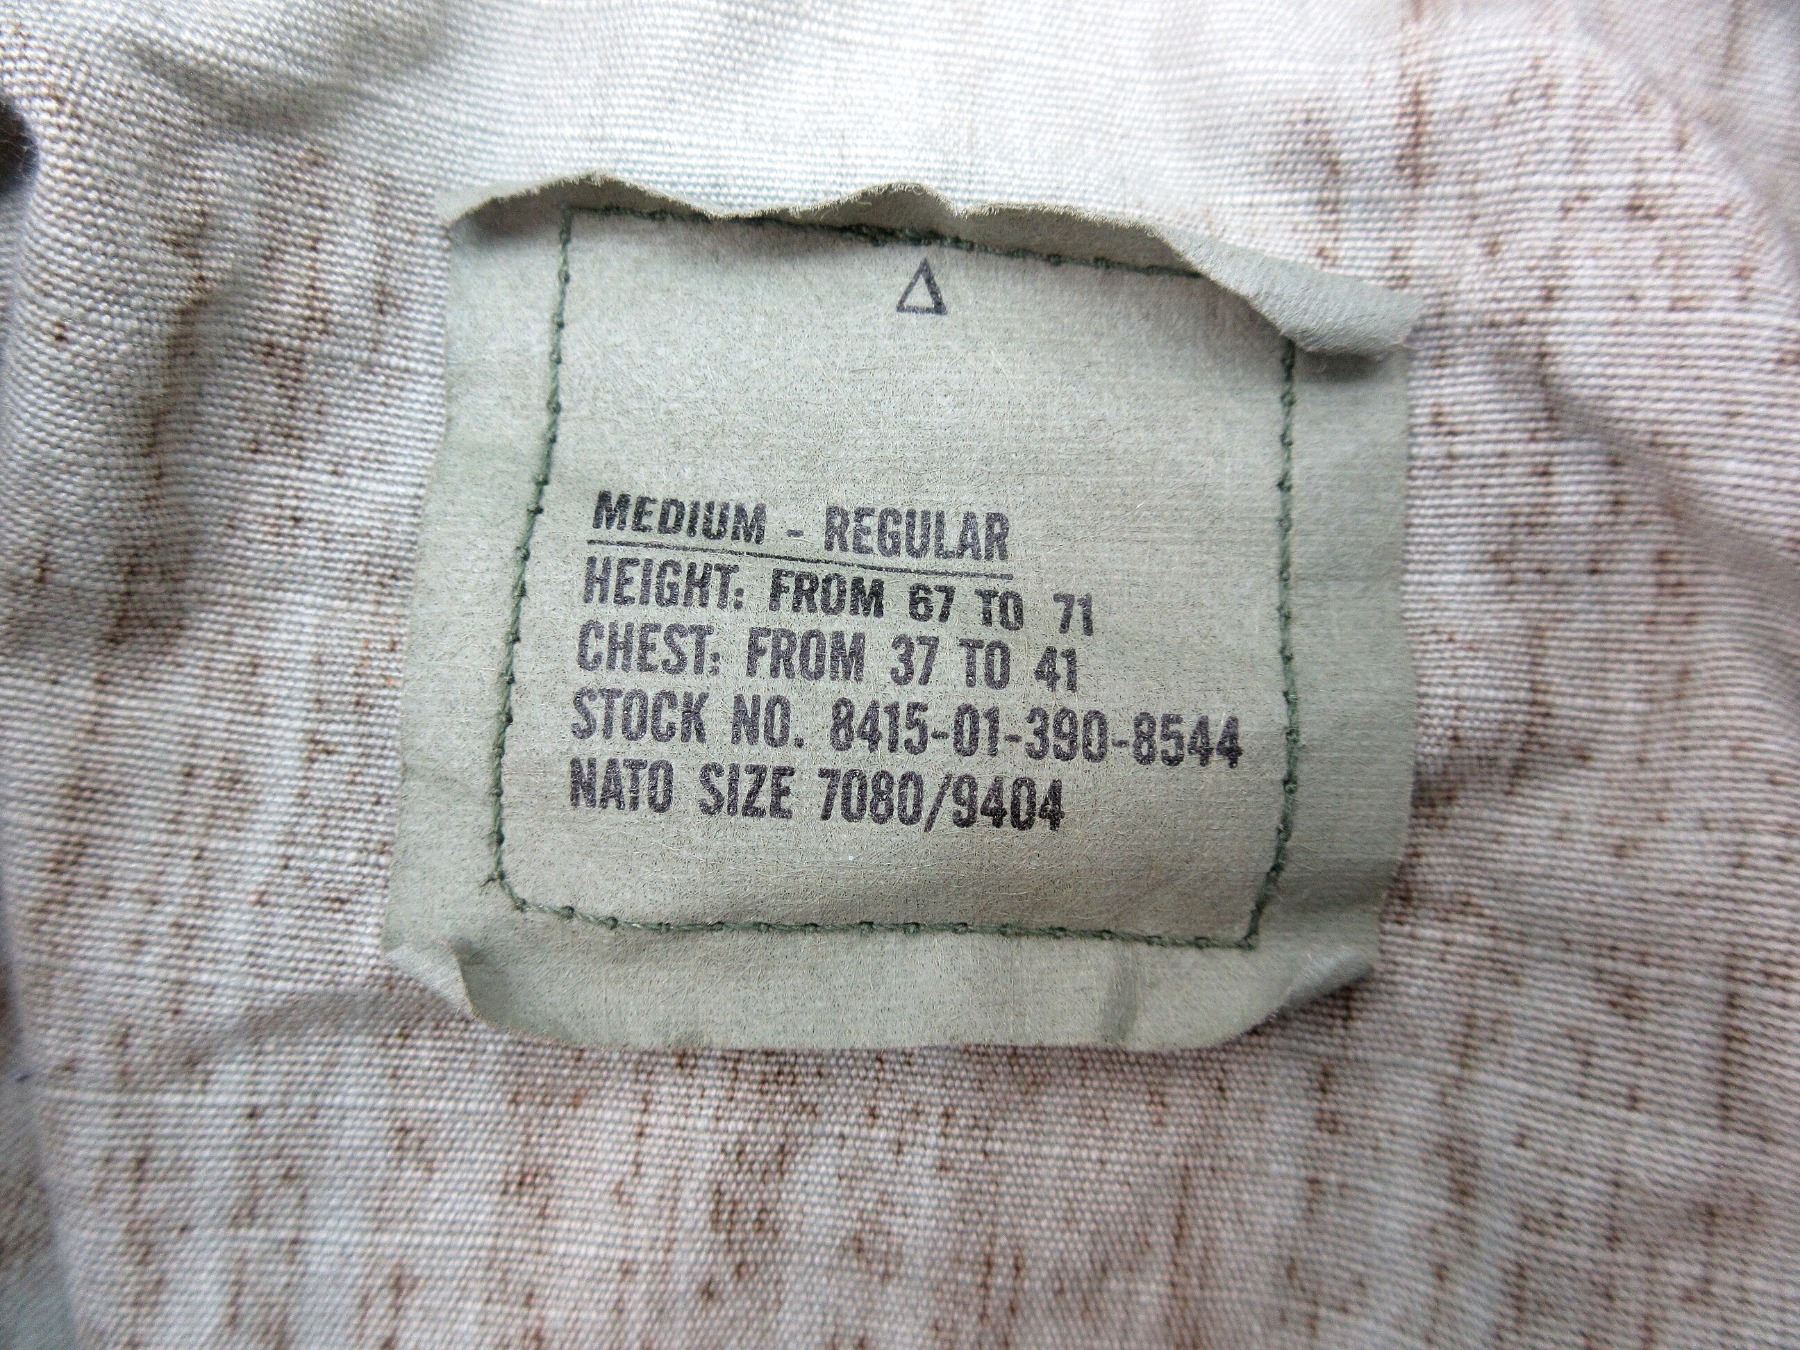 Δ
MEDIUM - REGULAR
HEIGHT: FROM 67 TO 71
CHEST: FROM 37 TO 41
STOCK NO. 8415-01-390-8544
NATO SIZE 7080/9404